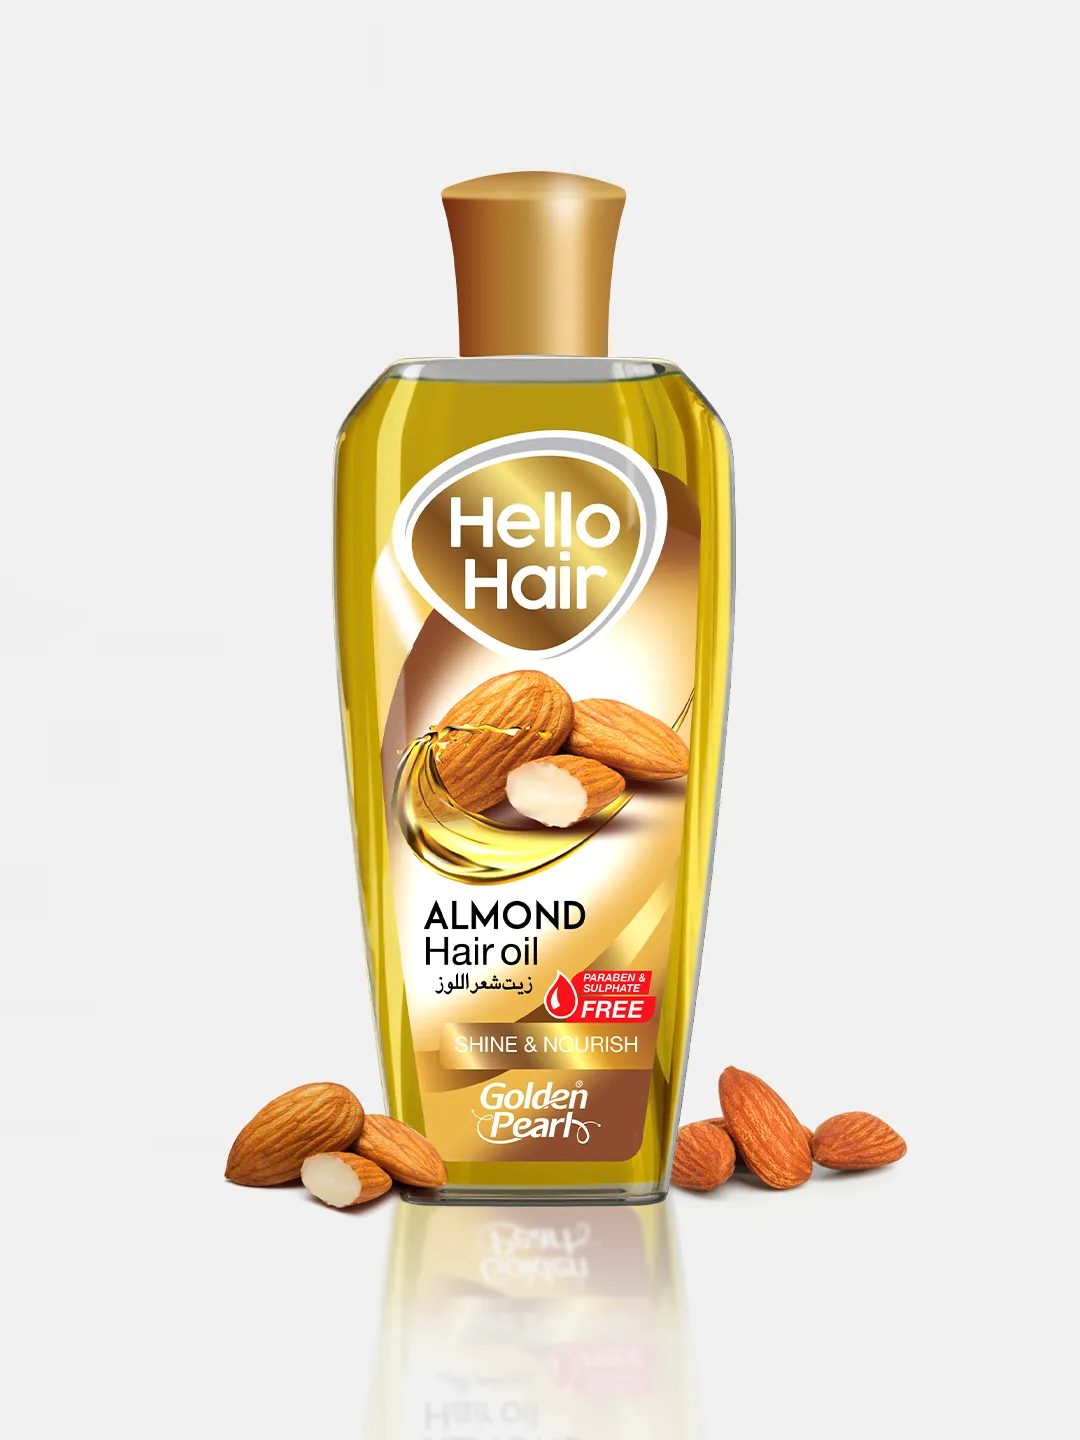 Hello
Hair
ALMOND
Hair oil
زيت شعر اللوز
PARABEN &
SULPHATE
FREE
SHINE & NOURISH
Golden®
Pearl